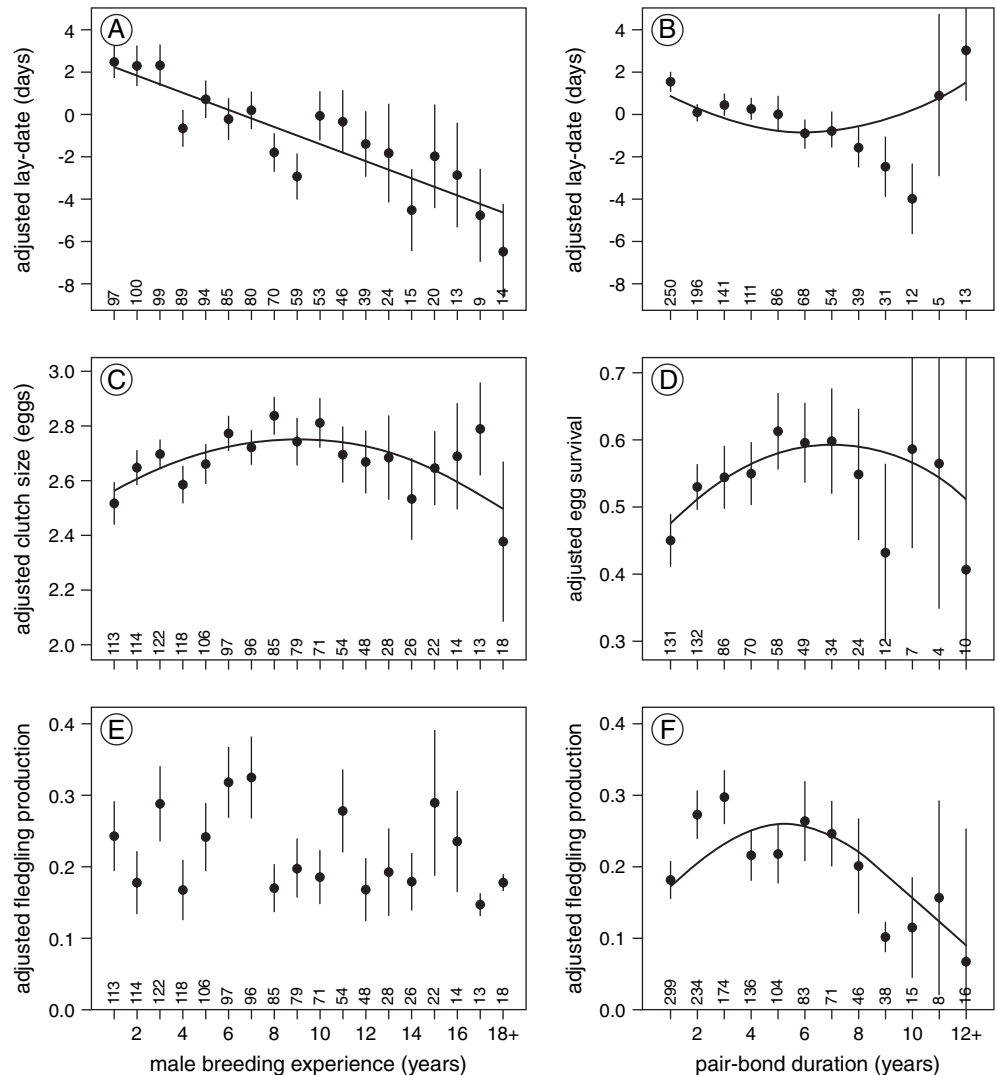 A
adjusted lay-date (days)
4
2
0
-2
-4
-6
-8
97 100 99 89 94 85 80 70 59 53 46 39 24 15 20 13 9 14
B
adjusted lay-date (days)
4
2
0
-2
-4
-6
-8
250 196 141 111 86 68 54 39 31 12 5 13
C
adjusted clutch size (eggs)
3.0
2.8
2.6
2.4
2.2
2.0
113 114 122 118 106 97 96 85 79 71 54 48 28 26 22 14 13 18
D
adjusted egg survival
0.7
0.6
0.5
0.4
0.3
131 132 86 70 58 49 34 24 12 7 4 10
E
adjusted fledgling production
0.4
0.3
0.2
0.1
0.0
113 114 122 118 106 97 96 85 79 71 54 48 28 26 22 14 13 18
2 4 6 8 10 12 14 16 18+
male breeding experience (years)
F
adjusted fledgling production
0.4
0.3
0.2
0.1
0.0
299 234 174 136 104 83 71 46 38 15 8 16
2 4 6 8 10 12+
pair-bond duration (years)